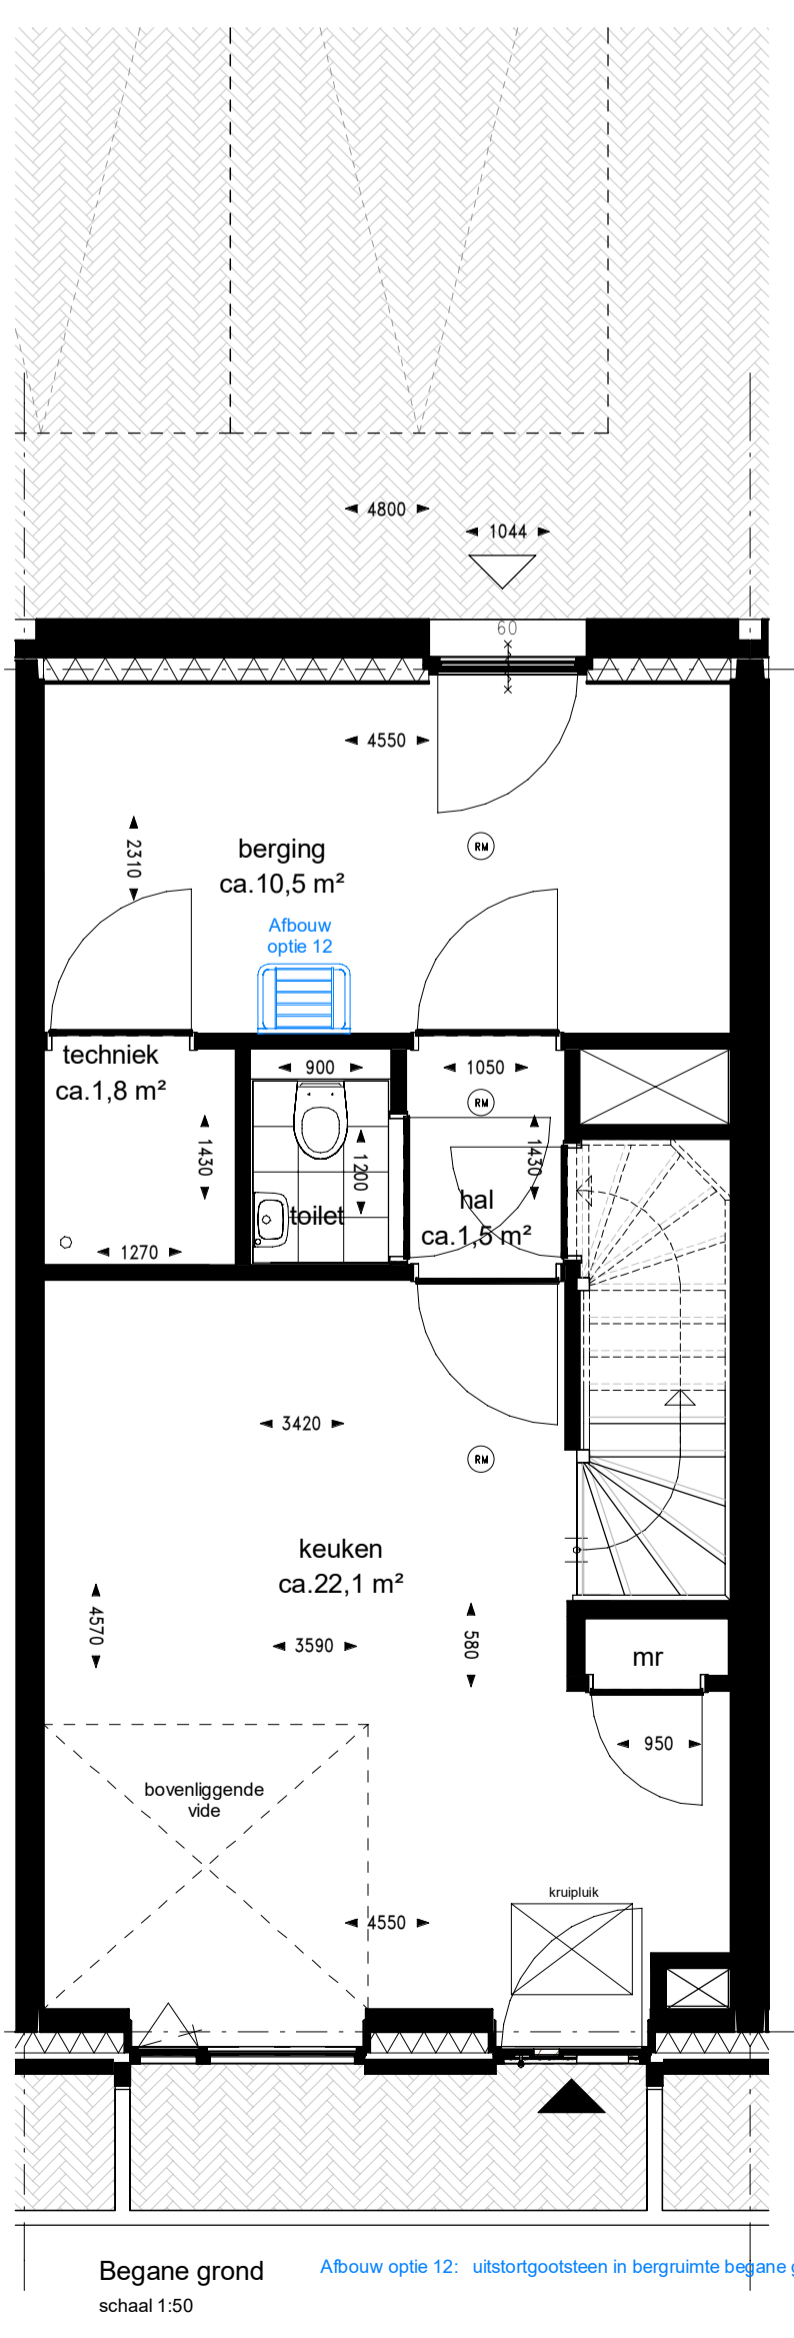 4800
1044
60
4550
2310
RM
berging
ca.10,5 m²
Afbouw
optie 12
techniek
ca.1,8 m²
900
1050
RM
1430
1200
1430
toilet
hal
ca.1,5 m²
1270
3420
RM
keuken
ca.22,1 m²
4570
3590
580
mr
950
bovenliggende
vide
kruipluik
4550
Begane grond
Afbouw optie 12: uitstortgootsteen in bergruimte begane
schaal 1:50